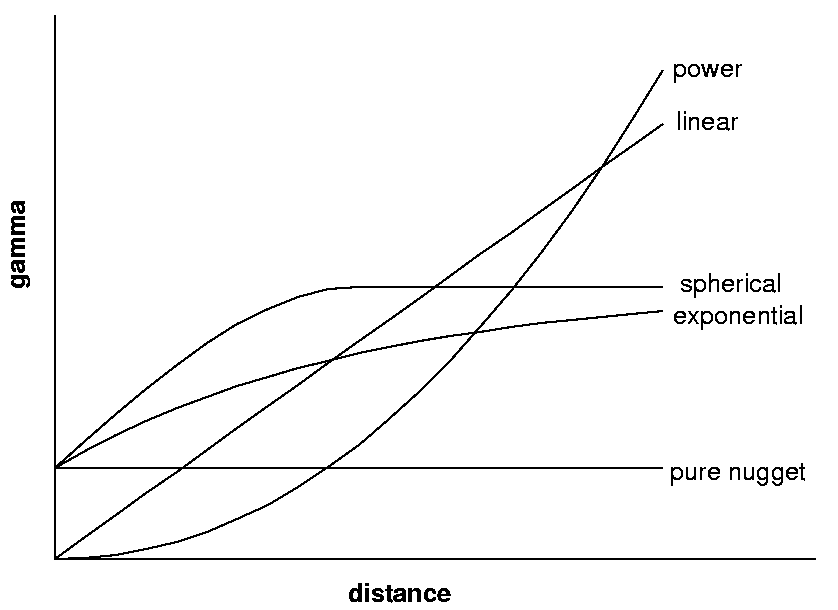 power
linear
gamma
spherical
exponential
pure nugget
distance